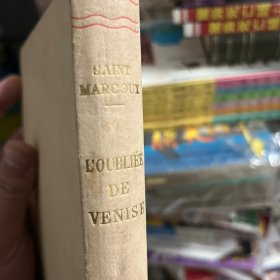 SAINT
MARCOUX
L'OUBLIÉE
DE
VENISE